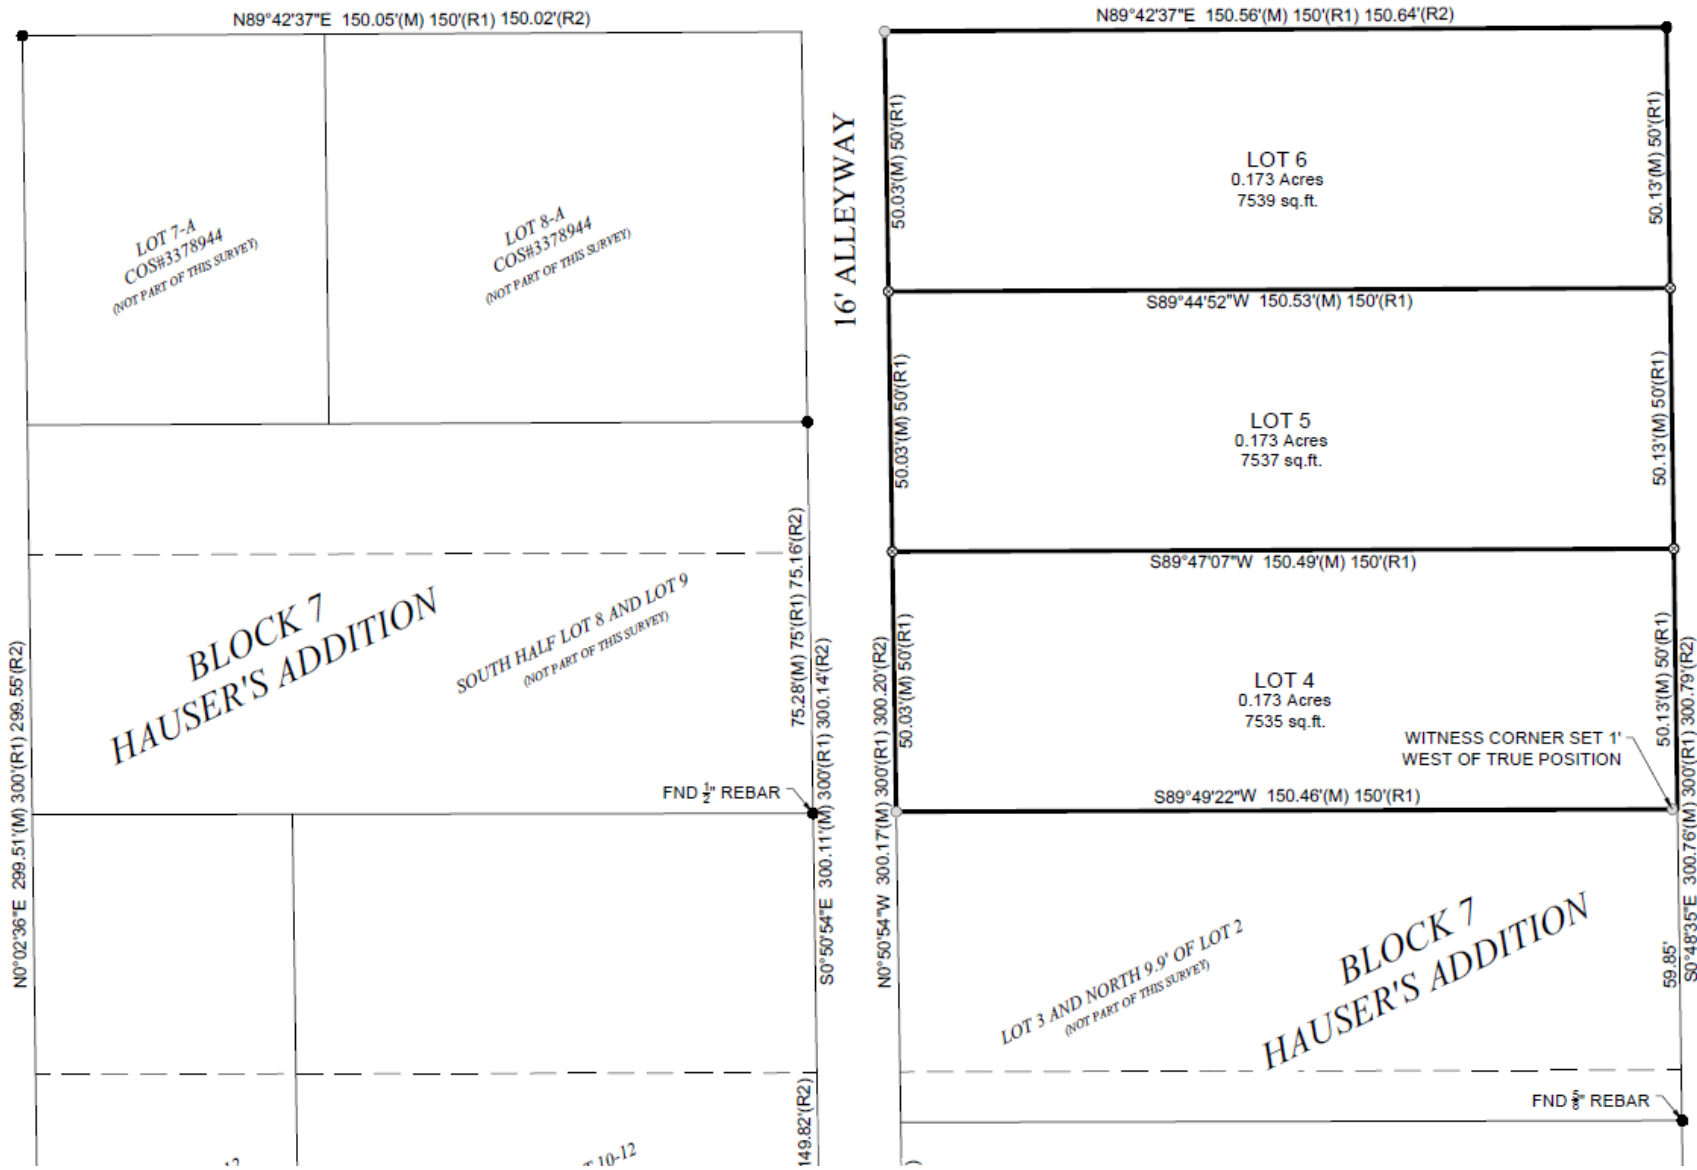 N89°42'37"E 150.05'(M) 150'(R1) 150.02'(R2)
N89°42'37"E 150.56'(M) 150'(R1) 150.64'(R2)
LOT 7-A
COS#3378944
(NOT PART OF THIS SURVEY)
LOT 8-A
COS#3378944
(NOT PART OF THIS SURVEY)
16' ALLEYWAY
50.03'(M) 50'(R1)
LOT 6
0.173 Acres
7539 sq.ft.
50.13'(M) 50'(R1)
S89°44'52"W 150.53'(M) 150'(R1)
50.03'(M) 50'(R1)
LOT 5
0.173 Acres
7537 sq.ft.
50.13'(M) 50'(R1)
S89°47'07"W 150.49'(M) 150'(R1)
N0°02'36"E 299.51'(M) 300'(R1) 299.55'(R2)
BLOCK 7
HAUSER'S ADDITION
SOUTH HALF LOT 8 AND LOT 9
(NOT PART OF THIS SURVEY)
75.28'(M) 75'(R1) 75.16'(R2)
S0°50'54"E 300.11'(M) 300'(R1) 300.14'(R2)
FND ½" REBAR
N0°50'54"W 300.17'(M) 300'(R1) 300.20'(R2)
50.03'(M) 50'(R1)
LOT 4
0.173 Acres
7535 sq.ft.
50.13'(M) 50'(R1)
WITNESS CORNER SET 1'
WEST OF TRUE POSITION
S89°49'22"W 150.46'(M) 150'(R1)
S0°48'35"E 300.76'(M) 300'(R1) 300.79'(R2)
59.85'
LOT 3 AND NORTH 9.9' OF LOT 2
(NOT PART OF THIS SURVEY)
BLOCK 7
HAUSER'S ADDITION
FND ⅝" REBAR
149.82'(R2)
12
10-12
)